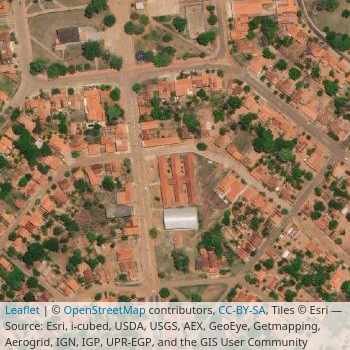 Leaflet | © OpenStreetMap contributors, CC-BY-SA, Tiles © Esri —
Source: Esri, i-cubed, USDA, USGS, AEX, GeoEye, Getmapping,
Aerogrid, IGN, IGP, UPR-EGP, and the GIS User Community